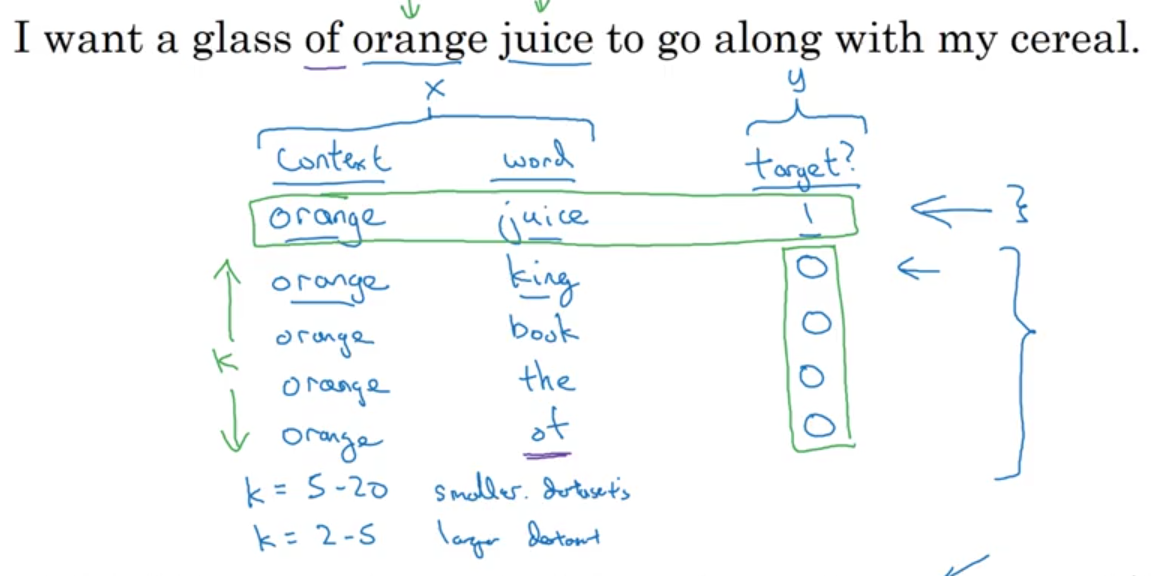 I want a glass of orange juice to go along with my cereal.
x y
context word target?
orange juice 1
orange king 0
orange book 0
k orange the 0
orange of 0
k = 5-20 smaller. datasets
k = 2-5 larger dataset